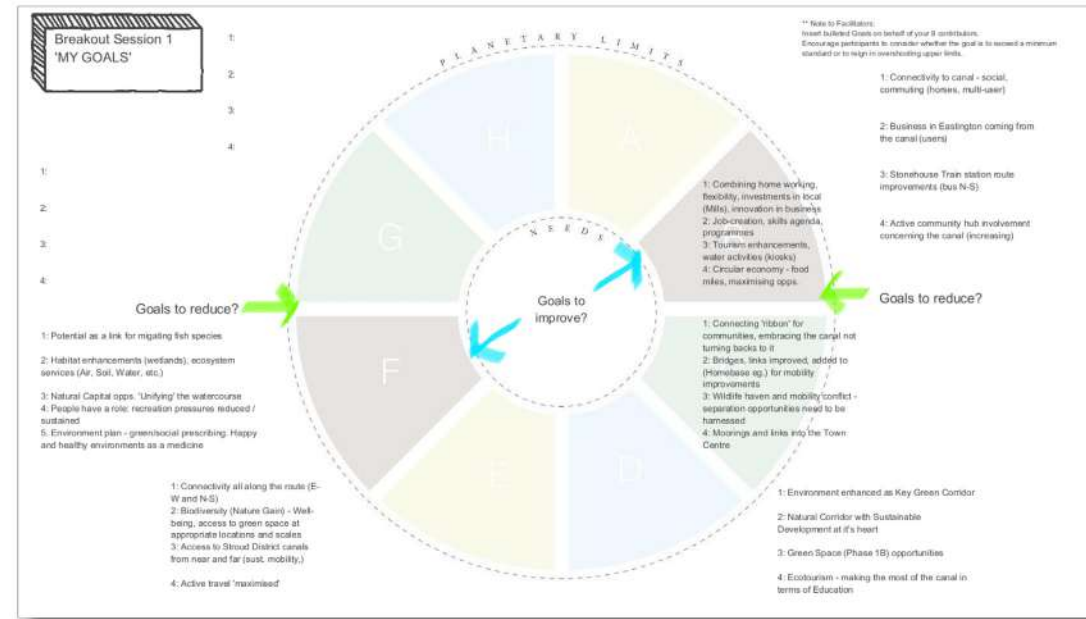 Breakout Session 1
'MY GOALS'
1:
2:
3:
4:
1:
2:
3:
4:
PLANETARY LIMITS
** Note to Facilitators:
Insert bulleted Goals on behalf of your 8 contributors.
Encourage participants to consider whether the goal is to exceed a minimum
standard or to reign in overshooting upper limits.
1: Connectivity to canal - social,
commuting (horses, multi-user)
2: Business in Eastington coming from
the canal (users)
3: Stonehouse Train station route
improvements (bus N-S)
4: Active community hub involvement
concerning the canal (increasing)
H
A
G
1: Combining home working,
flexibility, investments in local
(Mills), innovation in business
2: Job-creation, skills agenda,
programmes
3: Tourism enhancements,
water activities (kiosks)
4: Circular economy - food
miles, maximising opps.
NEEDS
Goals to
improve?
Goals to reduce?
Goals to reduce?
1: Potential as a link for migating fish species
2: Habitat enhancements (wetlands), ecosystem
services (Air, Soil, Water, etc.)
3: Natural Capital opps. 'Unifying' the watercourse
4: People have a role: recreation pressures reduced /
sustained
5. Environment plan - green/social prescribing. Happy
and healthy environments as a medicine
F
1: Connecting 'ribbon' for
communities, embracing the canal not
turning backs to it
2: Bridges, links improved, added to
(Homebase eg.) for mobility
improvements
3: Wildlife haven and mobility conflict -
separation opportunities need to be
harnessed
4: Moorings and links into the Town
Centre
E
D
1: Connectivity all along the route (E-
W and N-S)
2: Biodiversity (Nature Gain) - Well-
being, access to green space at
appropriate locations and scales
3: Access to Stroud District canals
from near and far (sust. mobility,)
4: Active travel 'maximised'
1: Environment enhanced as Key Green Corridor
2: Natural Corridor with Sustainable
Development at it's heart
3: Green Space (Phase 1B) opportunities
4: Ecotourism - making the most of the canal in
terms of Education